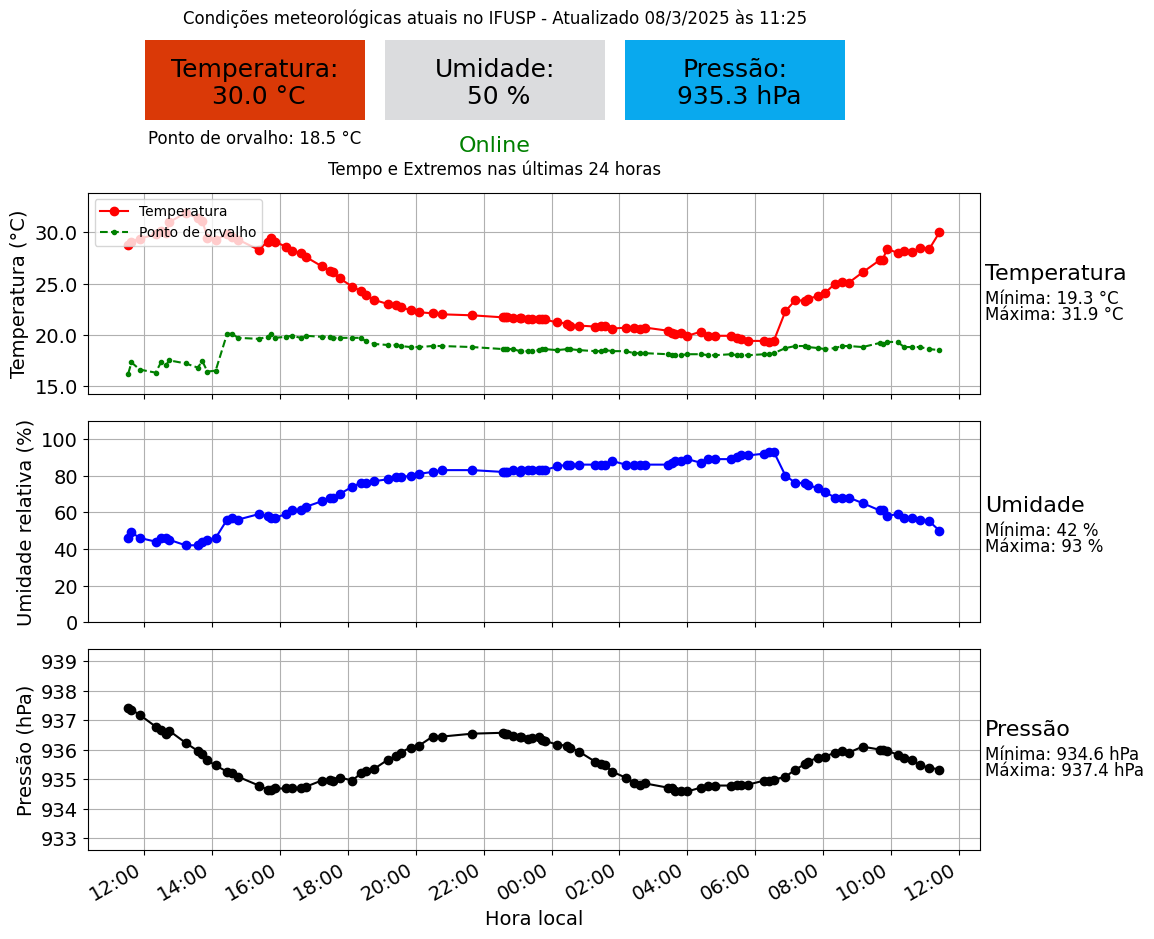 Condições meteorológicas atuais no IFUSP - Atualizado 08/3/2025 às 11:25
Temperatura:
30.0 °C
Umidade:
50 %
Pressão:
935.3 hPa
Ponto de orvalho: 18.5 °C
Online
Tempo e Extremos nas últimas 24 horas
Temperatura
Ponto de orvalho
Temperatura (°C)
30.0
25.0
20.0
15.0
Temperatura
Mínima: 19.3 °C
Máxima: 31.9 °C
Umidade relativa (%)
100
80
60
40
20
0
Umidade
Mínima: 42 %
Máxima: 93 %
Pressão (hPa)
939
938
937
936
935
934
933
Pressão
Mínima: 934.6 hPa
Máxima: 937.4 hPa
12:00 14:00 16:00 18:00 20:00 22:00 00:00 02:00 04:00 06:00 08:00 10:00 12:00
Hora local